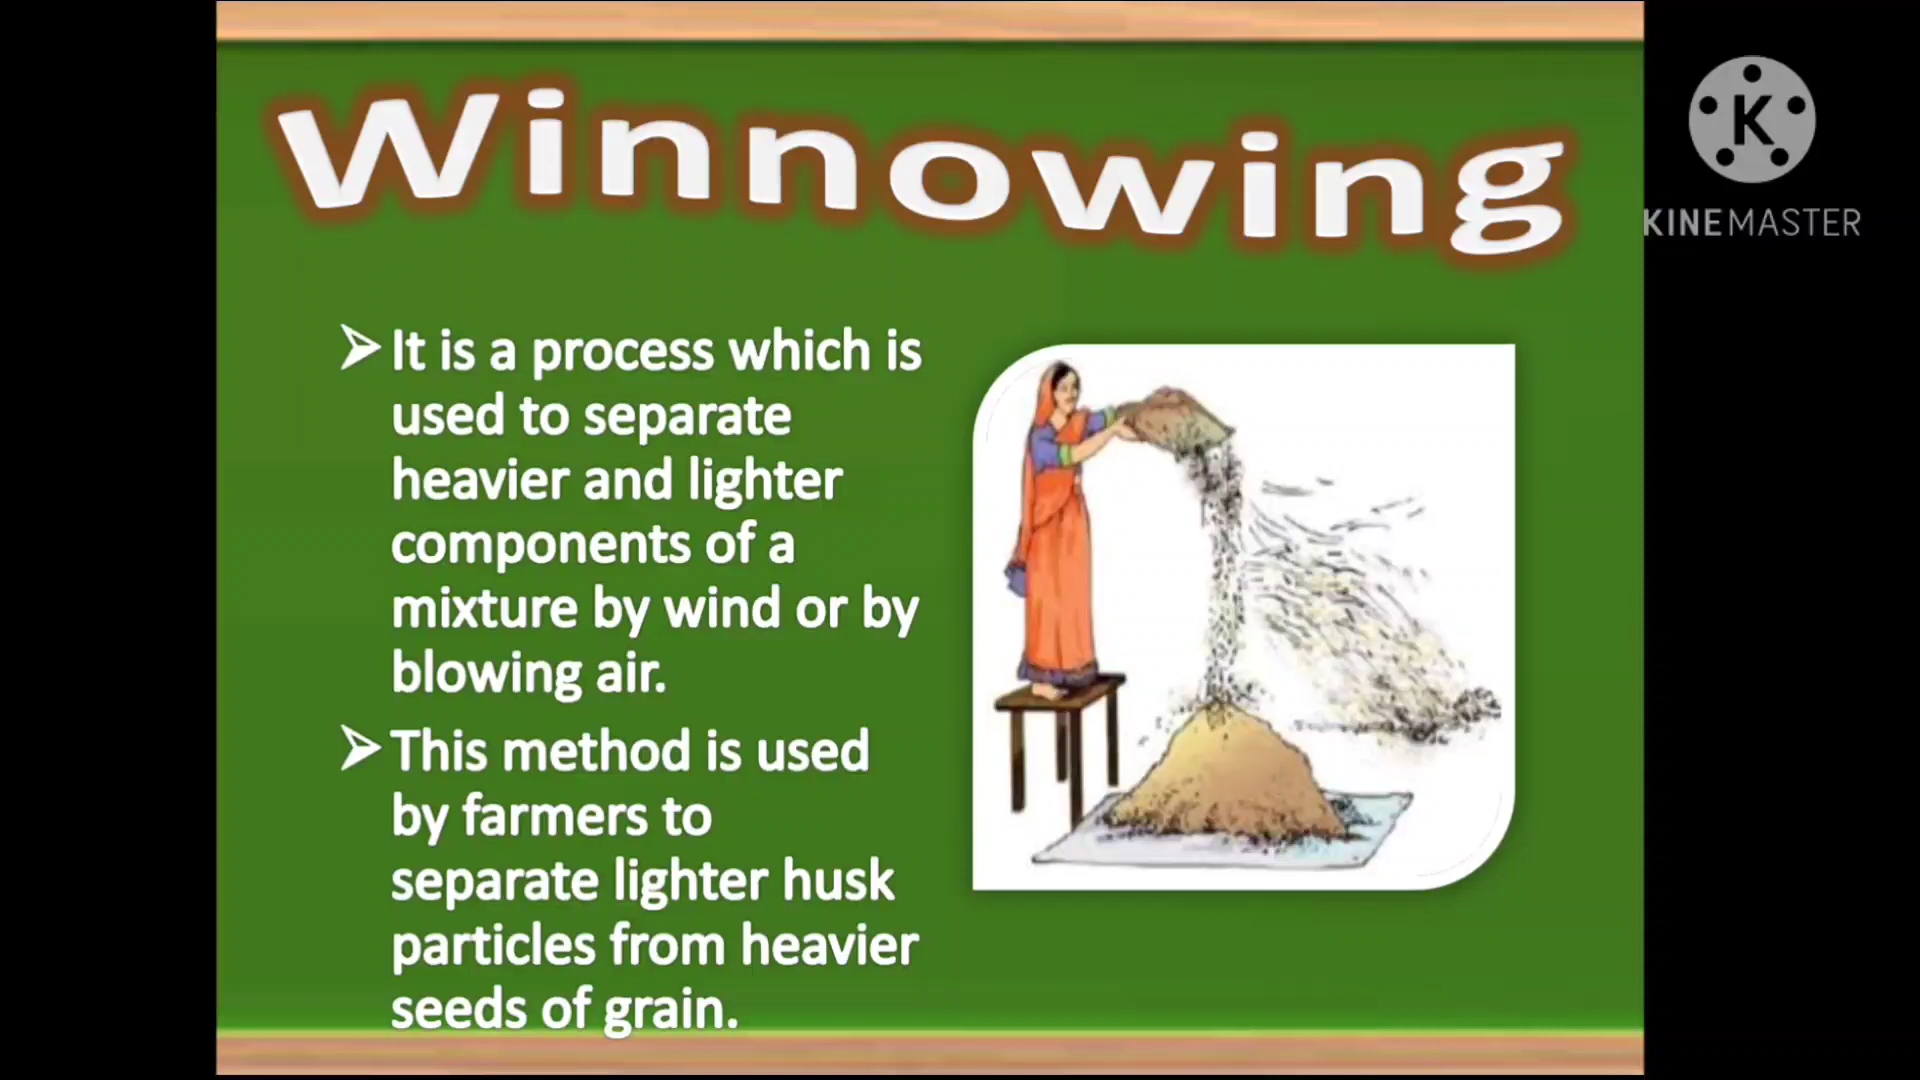 Winnowing
K
KINEMASTER
➢It is a process which is
used to separate
heavier and lighter
components of a
mixture by wind or by
blowing air.
➢This method is used
by farmers to
separate lighter husk
particles from heavier
seeds of grain.